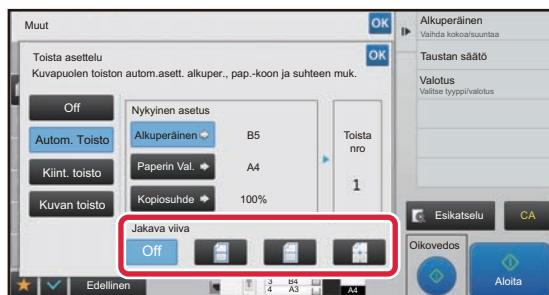 Muut
OK
Toista asettelu
OK
Kuvapuolen toiston autom.asett. alkuper., pap.-koon ja suhteen muk.
Off
Autom. Toisto
Kiint. toisto
Kuvan toisto
Nykyinen asetus
Alkuperäinen
B5
Paperin Val.
A4
Kopiosuhde
100%
Toista
nro
1
Jakava viiva
Off
Edellinen
3 B4
4 A3
A4
Alkuperäinen
Vaihda kokoa/suuntaa
Taustan säätö
Valotus
Valitse tyyppi/valotus
Esikatselu
CA
Oikovedos
Aloita